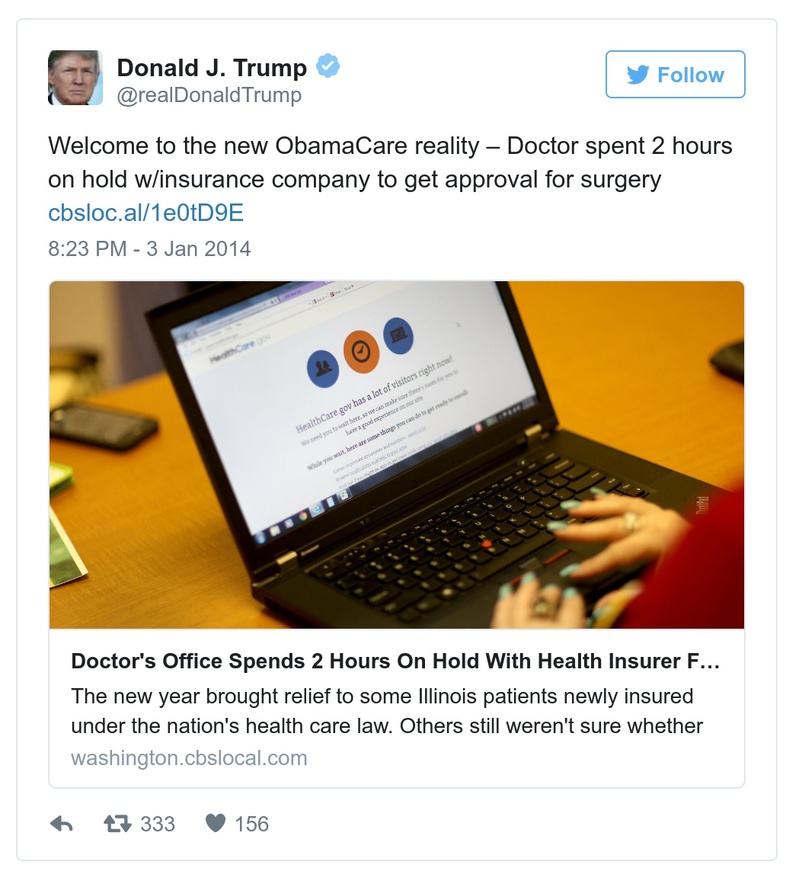 Donald J. Trump
@realDonaldTrump
Follow
Welcome to the new ObamaCare reality – Doctor spent 2 hours
on hold w/insurance company to get approval for surgery
cbsloc.al/1e0tD9E
8:23 PM - 3 Jan 2014
HealthCare.gov
HealthCare.gov has a lot of visitors right now!
We need you to wait here, so we can make sure there's room for you to
have a good experience on our site.
While you wait, here are some things you can do to get ready to enroll:
Doctor's Office Spends 2 Hours On Hold With Health Insurer F…
The new year brought relief to some Illinois patients newly insured
under the nation's health care law. Others still weren't sure whether
washington.cbslocal.com
333
156